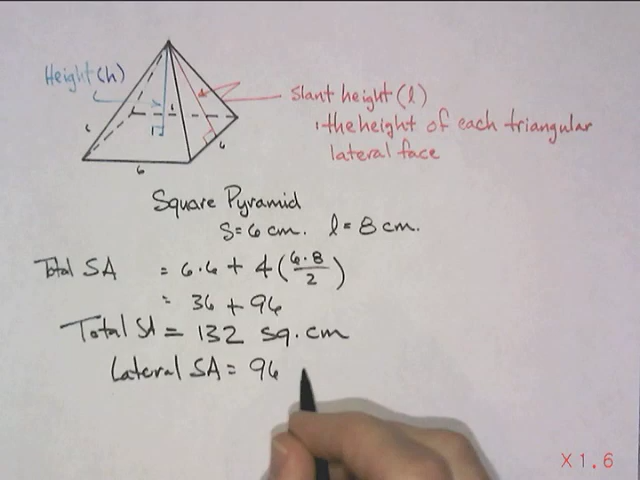 Height (h)
Slant height (l)
the height of each triangular
lateral face
6
6
6
Square Pyramid
S=6 cm. l=8 cm.
Total SA = 6·6 + 4(6·8/2)
= 36 + 96
Total SA = 132 sq. cm
Lateral SA = 96
X1.6